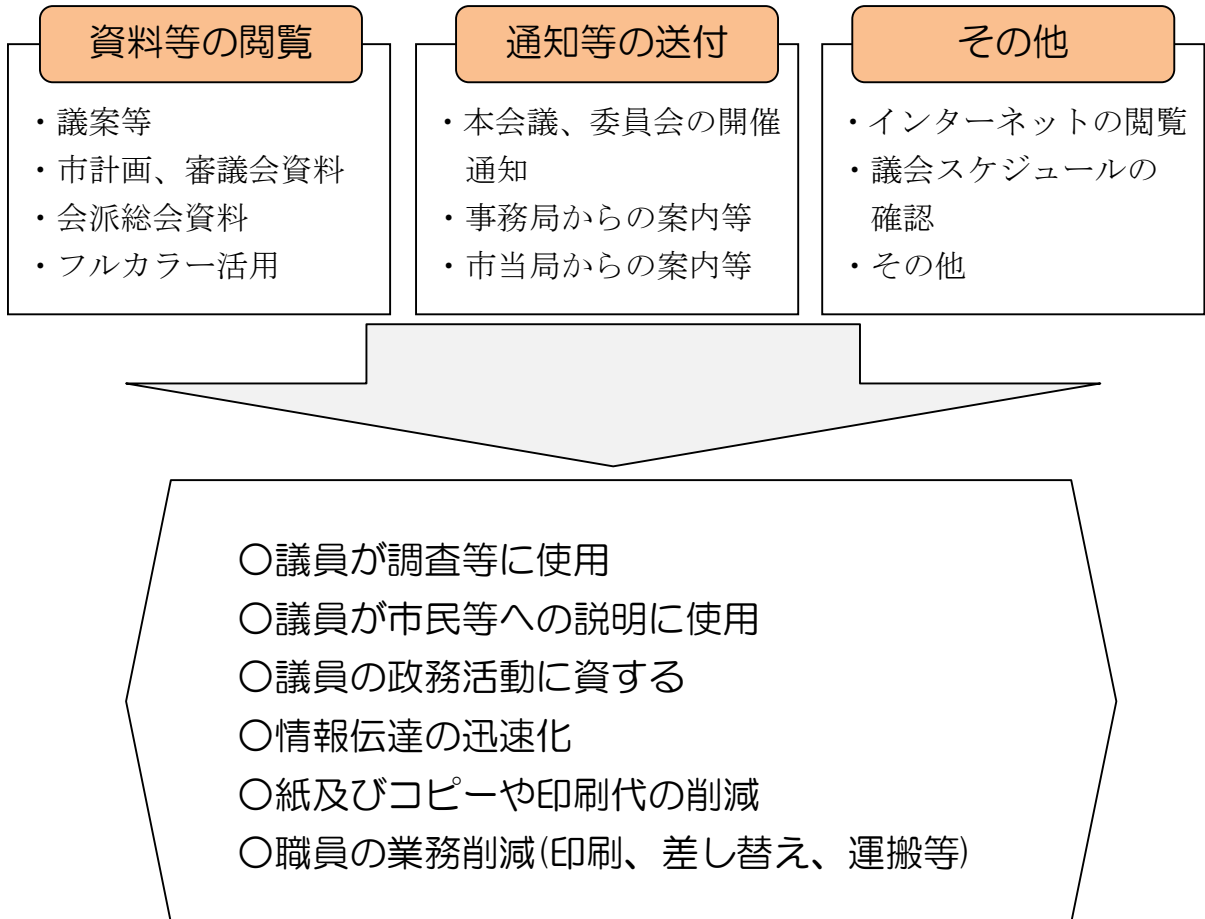 資料等の閲覧
・議案等
・市計画、審議会資料
・会派総会資料
・フルカラー活用
通知等の送付
・本会議、委員会の開催
通知
・事務局からの案内等
・市当局からの案内等
その他
・インターネットの閲覧
・議会スケジュールの
確認
・その他
〇議員が調査等に使用
〇議員が市民等への説明に使用
〇議員の政務活動に資する
〇情報伝達の迅速化
〇紙及びコピーや印刷代の削減
〇職員の業務削減(印刷、差し替え、運搬等)